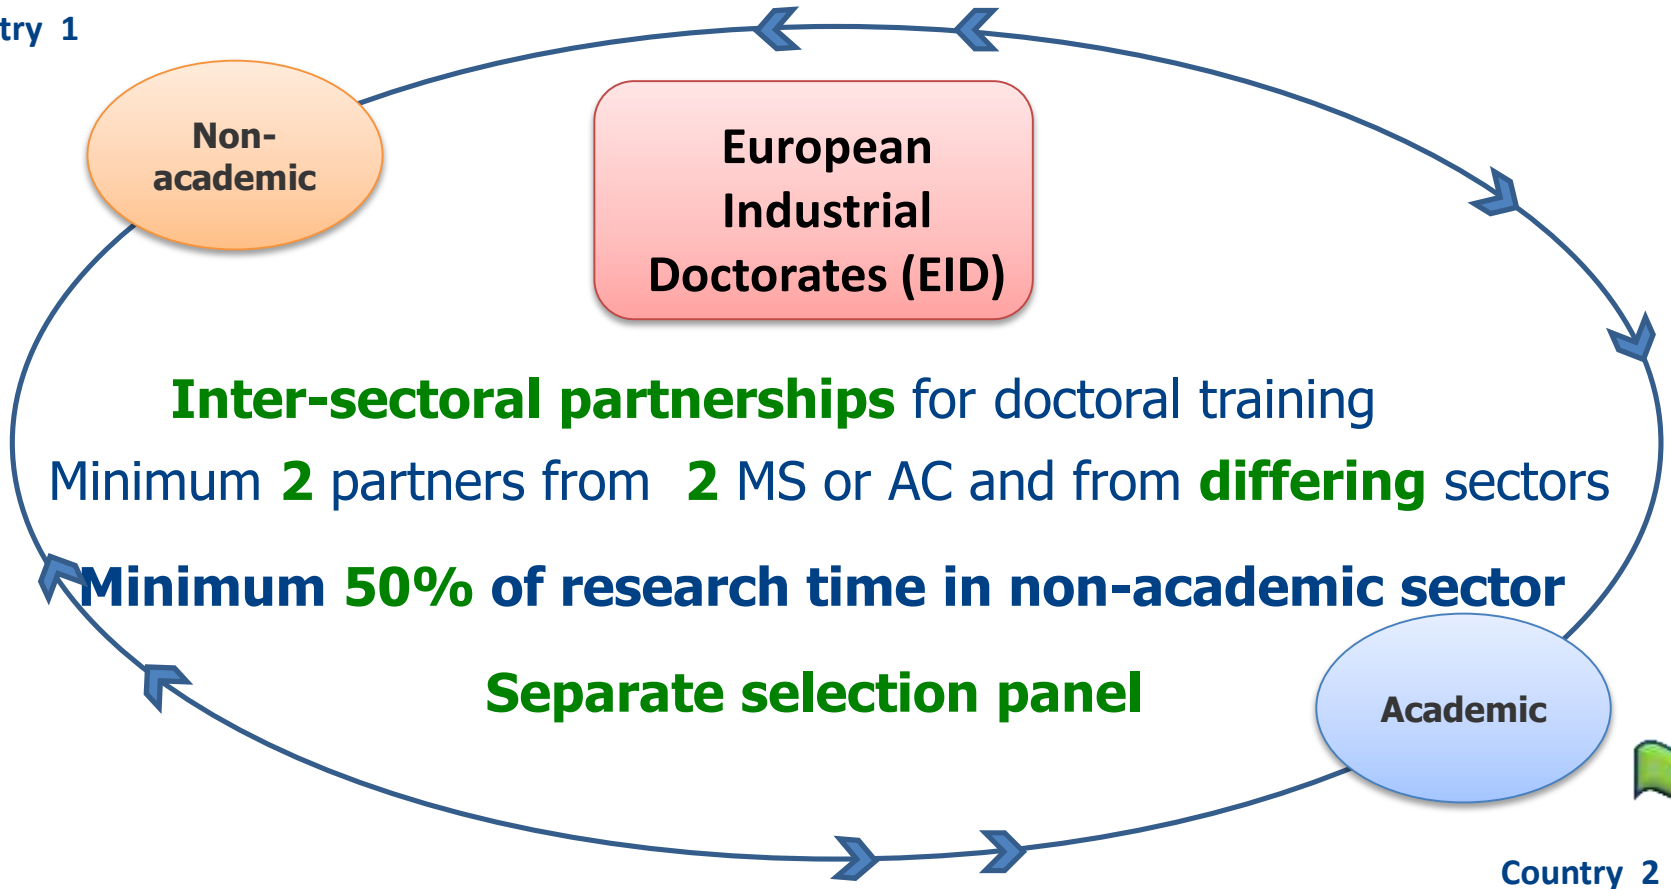 try 1
Non-
academic
European
Industrial
Doctorates (EID)
Inter-sectoral partnerships for doctoral training
Minimum 2 partners from 2 MS or AC and from differing sectors
Minimum 50% of research time in non-academic sector
Separate selection panel
Academic
Country 2